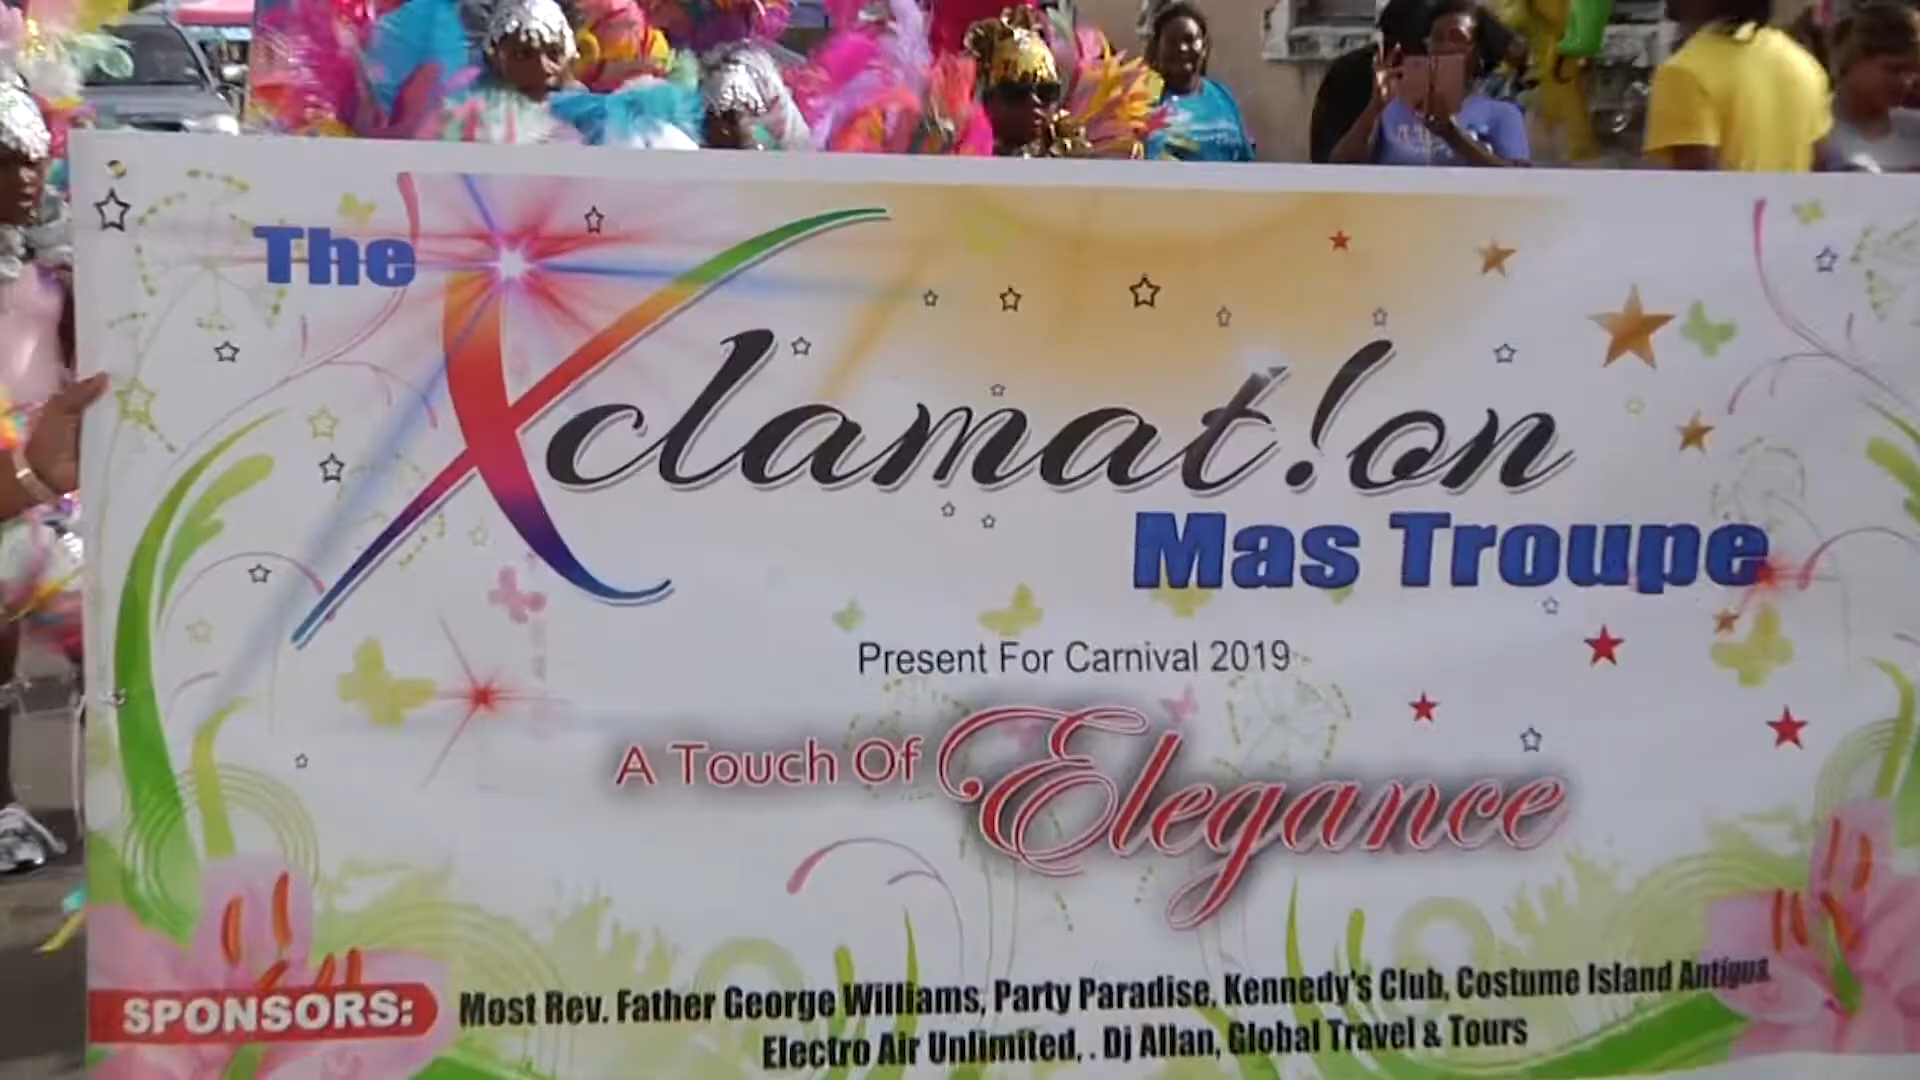 The
Xclamat!on
Mas Troupe
Present For Carnival 2019
A Touch Of Elegance
SPONSORS: Most Rev. Father George Williams, Party Paradise, Kennedy's Club, Costume Island Antigua
Electro Air Unlimited, . Dj Allan, Global Travel & Tours